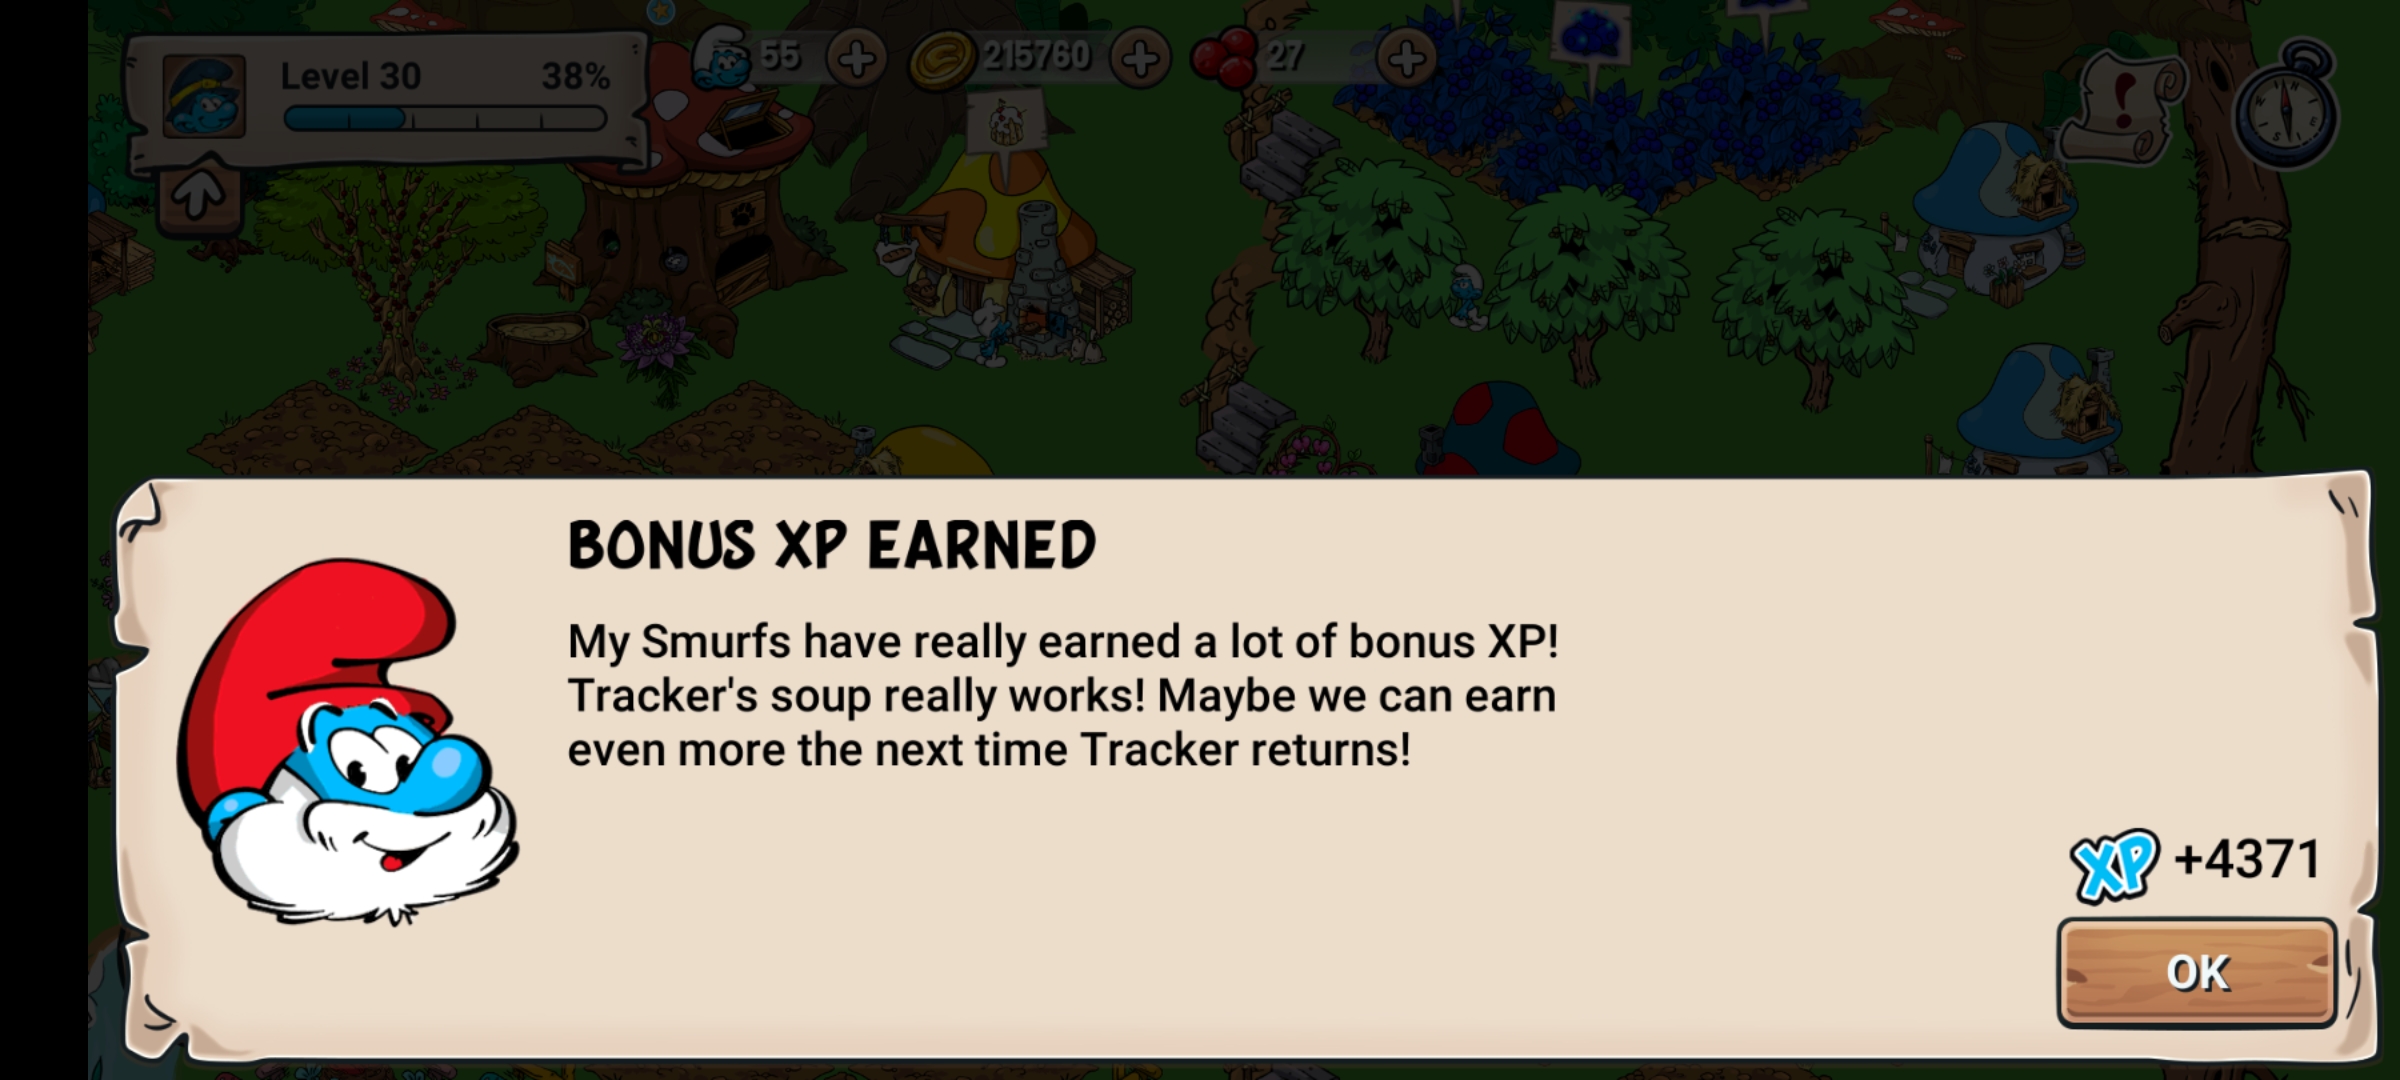 Level 30 38%
55
215760
27
BONUS XP EARNED
My Smurfs have really earned a lot of bonus XP!
Tracker's soup really works! Maybe we can earn
even more the next time Tracker returns!
XP +4371
OK